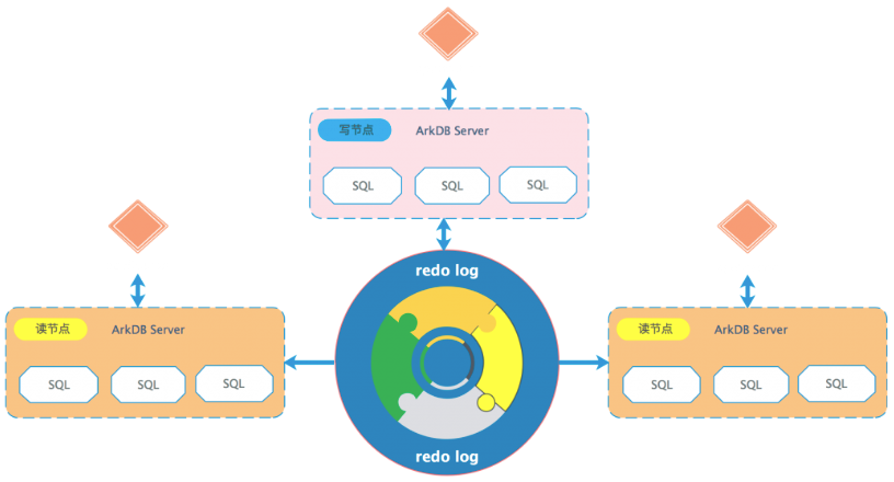 写节点 ArkDB Server
SQL SQL SQL
redo log
读节点 ArkDB Server
SQL SQL SQL
读节点 ArkDB Server
SQL SQL SQL
redo log